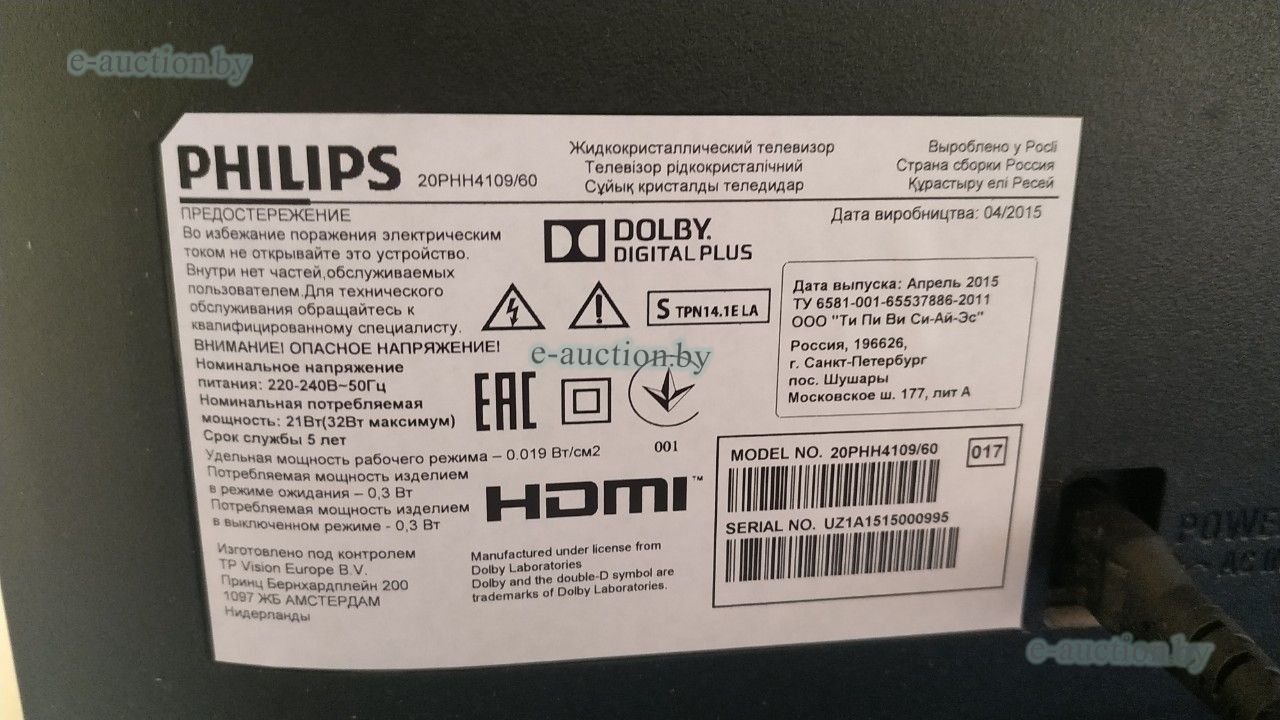 e-auction.by
PHILIPS 20PHH4109/60
Жидкокристаллический телевизор
Телевізор рідкокристалічний
Сұйық кристалды теледидар
Выроблено у Росії
Страна сборки Россия
Құрастыру елі Ресей
Дата виробництва: 04/2015
ПРЕДОСТЕРЕЖЕНИЕ
Во избежание поражения электрическим
током не открывайте это устройство.
Внутри нет частей,обслуживаемых
пользователем.Для технического
обслуживания обращайтесь к
квалифицированному специалисту.
ВНИМАНИЕ! ОПАСНОЕ НАПРЯЖЕНИЕ!
Номинальное напряжение
питания: 220-240В~50Гц
Номинальная потребляемая
мощность: 21Вт(32Вт максимум)
Срок службы 5 лет
Удельная мощность рабочего режима – 0.019 Вт/см2
Потребляемая мощность изделием
в режиме ожидания – 0,3 Вт
Потребляемая мощность изделием
в выключенном режиме - 0,3 Вт
Изготовлено под контролем
TP Vision Europe B.V.
Принц Бернхардплейн 200
1097 ЖБ АМСТЕРДАМ
Нидерланды
DOLBY.
DIGITAL PLUS
S TPN14.1E LA
e-auction.by
EAC
001
HDMI™
Manufactured under license from
Dolby Laboratories
Dolby and the double-D symbol are
trademarks of Dolby Laboratories.
Дата выпуска: Апрель 2015
ТУ 6581-001-65537886-2011
ООО "Ти Пи Ви Си-Ай-Эс"
Россия, 196626,
г. Санкт-Петербург
пос. Шушары
Московское ш. 177, лит А
MODEL NO. 20PHH4109/60
017
SERIAL NO. UZ1A1515000995
e-auction.by